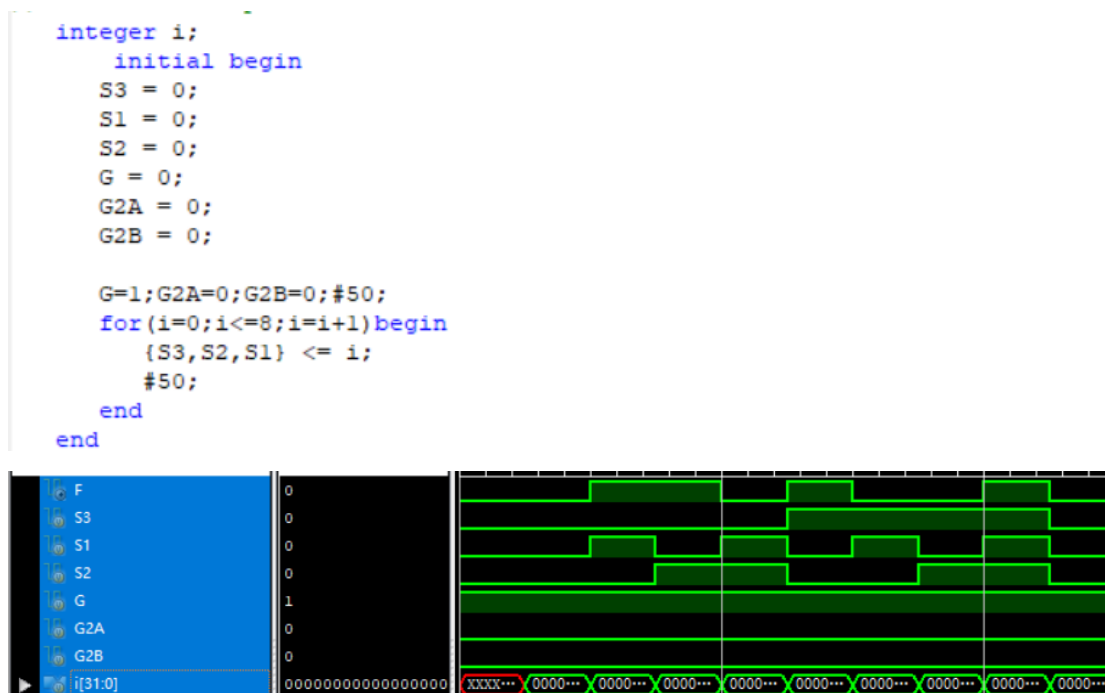 integer i;
initial begin
S3 = 0;
S1 = 0;
S2 = 0;
G = 0;
G2A = 0;
G2B = 0;
G=1;G2A=0;G2B=0;#50;
for(i=0;i<=8;i=i+1)begin
{S3,S2,S1} <= i;
#50;
end
end
F 0
S3 0
S1 0
S2 0
G 1
G2A 0
G2B 0
i[31:0] 00000000000000000 XXXX... 0000... 0000... 0000... 0000... 0000... 0000... 0000... 0000... 0000...